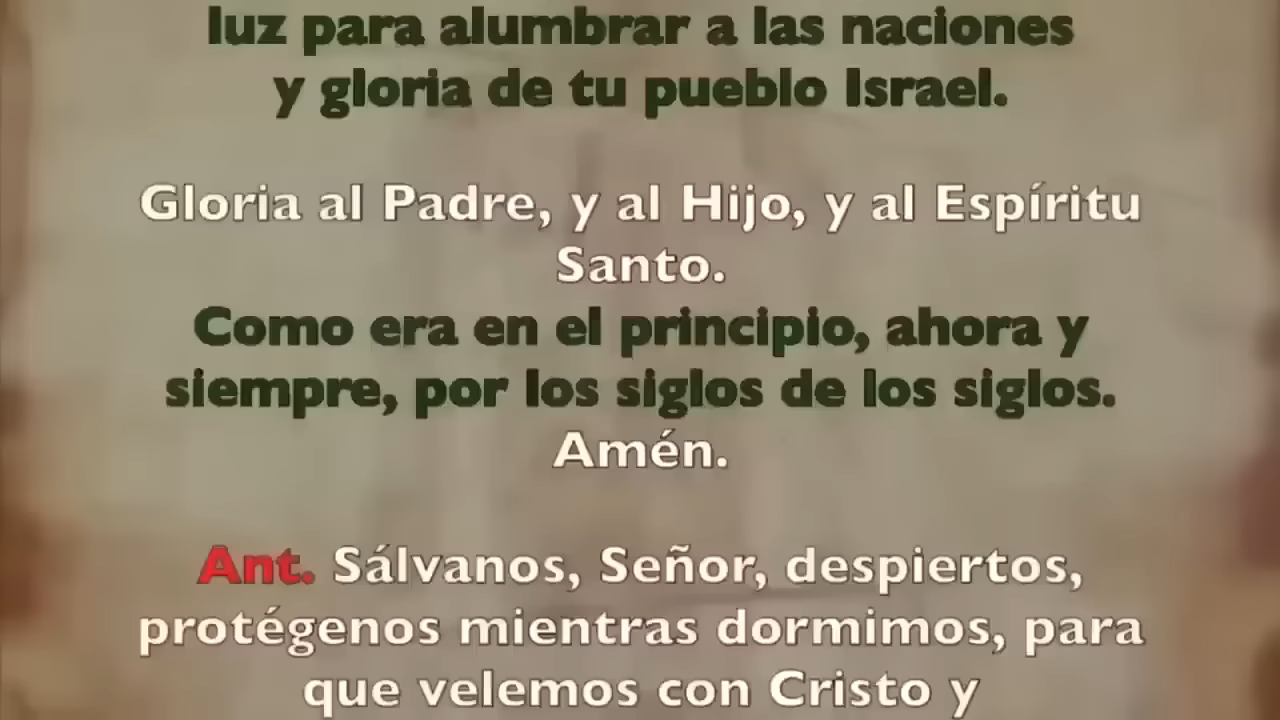 luz para alumbrar a las naciones
y gloria de tu pueblo Israel.
Gloria al Padre, y al Hijo, y al Espíritu
Santo.
Como era en el principio, ahora y
siempre, por los siglos de los siglos.
Amén.
Ant. Sálvanos, Señor, despiertos,
protégenos mientras dormimos, para
que velemos con Cristo y